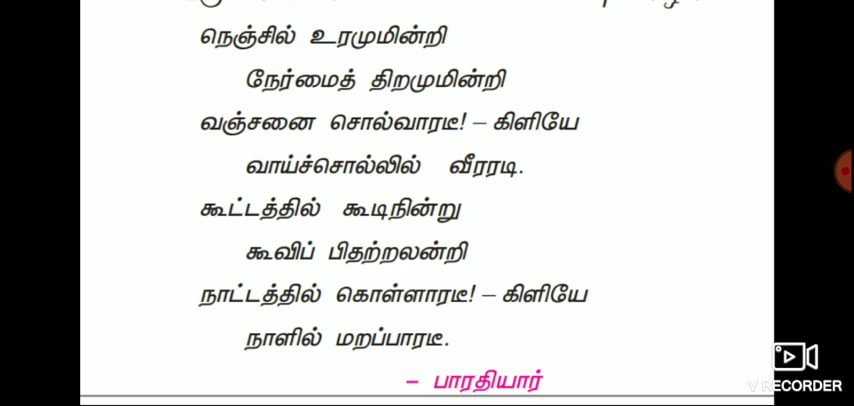 நெஞ்சில் உரமுமின்றி
நேர்மைத் திறமுமின்றி
வஞ்சனை சொல்வாரடீ! – கிளியே
வாய்ச்சொல்லில் வீரரடி.
கூட்டத்தில் கூடிநின்று
கூவிப் பிதற்றலன்றி
நாட்டத்தில் கொள்ளாரடீ! – கிளியே
நாளில் மறப்பாரடீ.
– பாரதியார்
V RECORDER